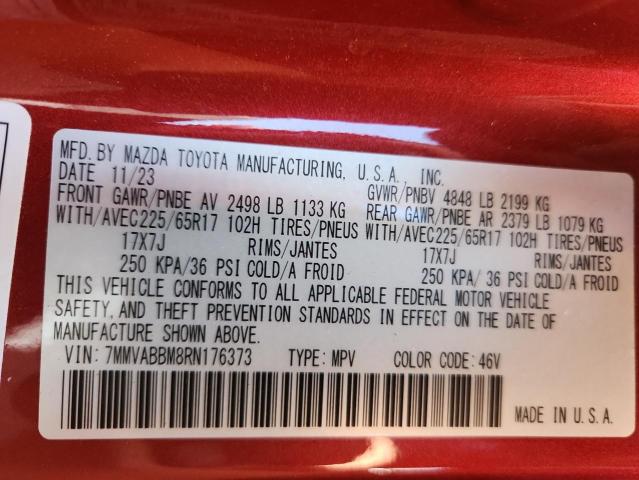 MFD. BY MAZDA TOYOTA MANUFACTURING, U.S.A., INC.
DATE 11/23 GVWR/PNBV 4848 LB 2199 KG
FRONT GAWR/PNBE AV 2498 LB 1133 KG REAR GAWR/PNBE AR 2379 LB 1079 KG
WITH/AVEC225/65R17 102H TIRES/PNEUS WITH/AVEC225/65R17 102H TIRES/PNEUS
17X7J RIMS/JANTES 17X7J RIMS/JANTES
250 KPA/36 PSI COLD/A FROID 250 KPA/ 36 PSI COLD/A FROID
THIS VEHICLE CONFORMS TO ALL APPLICABLE FEDERAL MOTOR VEHICLE
SAFETY, AND THEFT PREVENTION STANDARDS IN EFFECT ON THE DATE OF
MANUFACTURE SHOWN ABOVE.
VIN: 7MMVABBM8RN176373 TYPE: MPV COLOR CODE: 46V
MADE IN U.S.A.